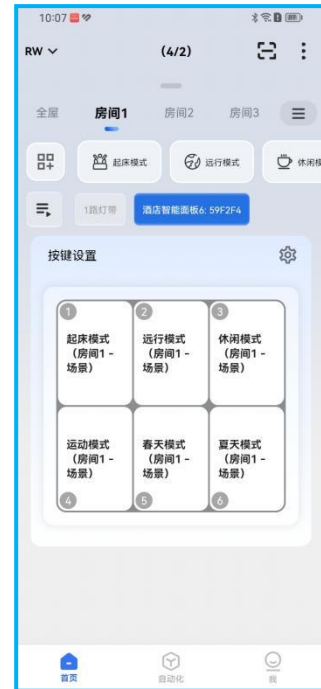 10:07
RW
(4/2)
全屋 房间1 房间2 房间3
起床模式 远行模式 休闲模
1路灯带 酒店智能面板6: 59F2F4
按键设置
1 2 3
起床模式 远行模式 休闲模式
(房间1 - (房间1 - (房间1 -
场景) 场景) 场景)
运动模式 春天模式 夏天模式
(房间1 - (房间1 - (房间1 -
场景) 场景) 场景)
4 5 6
首页 自动化 我